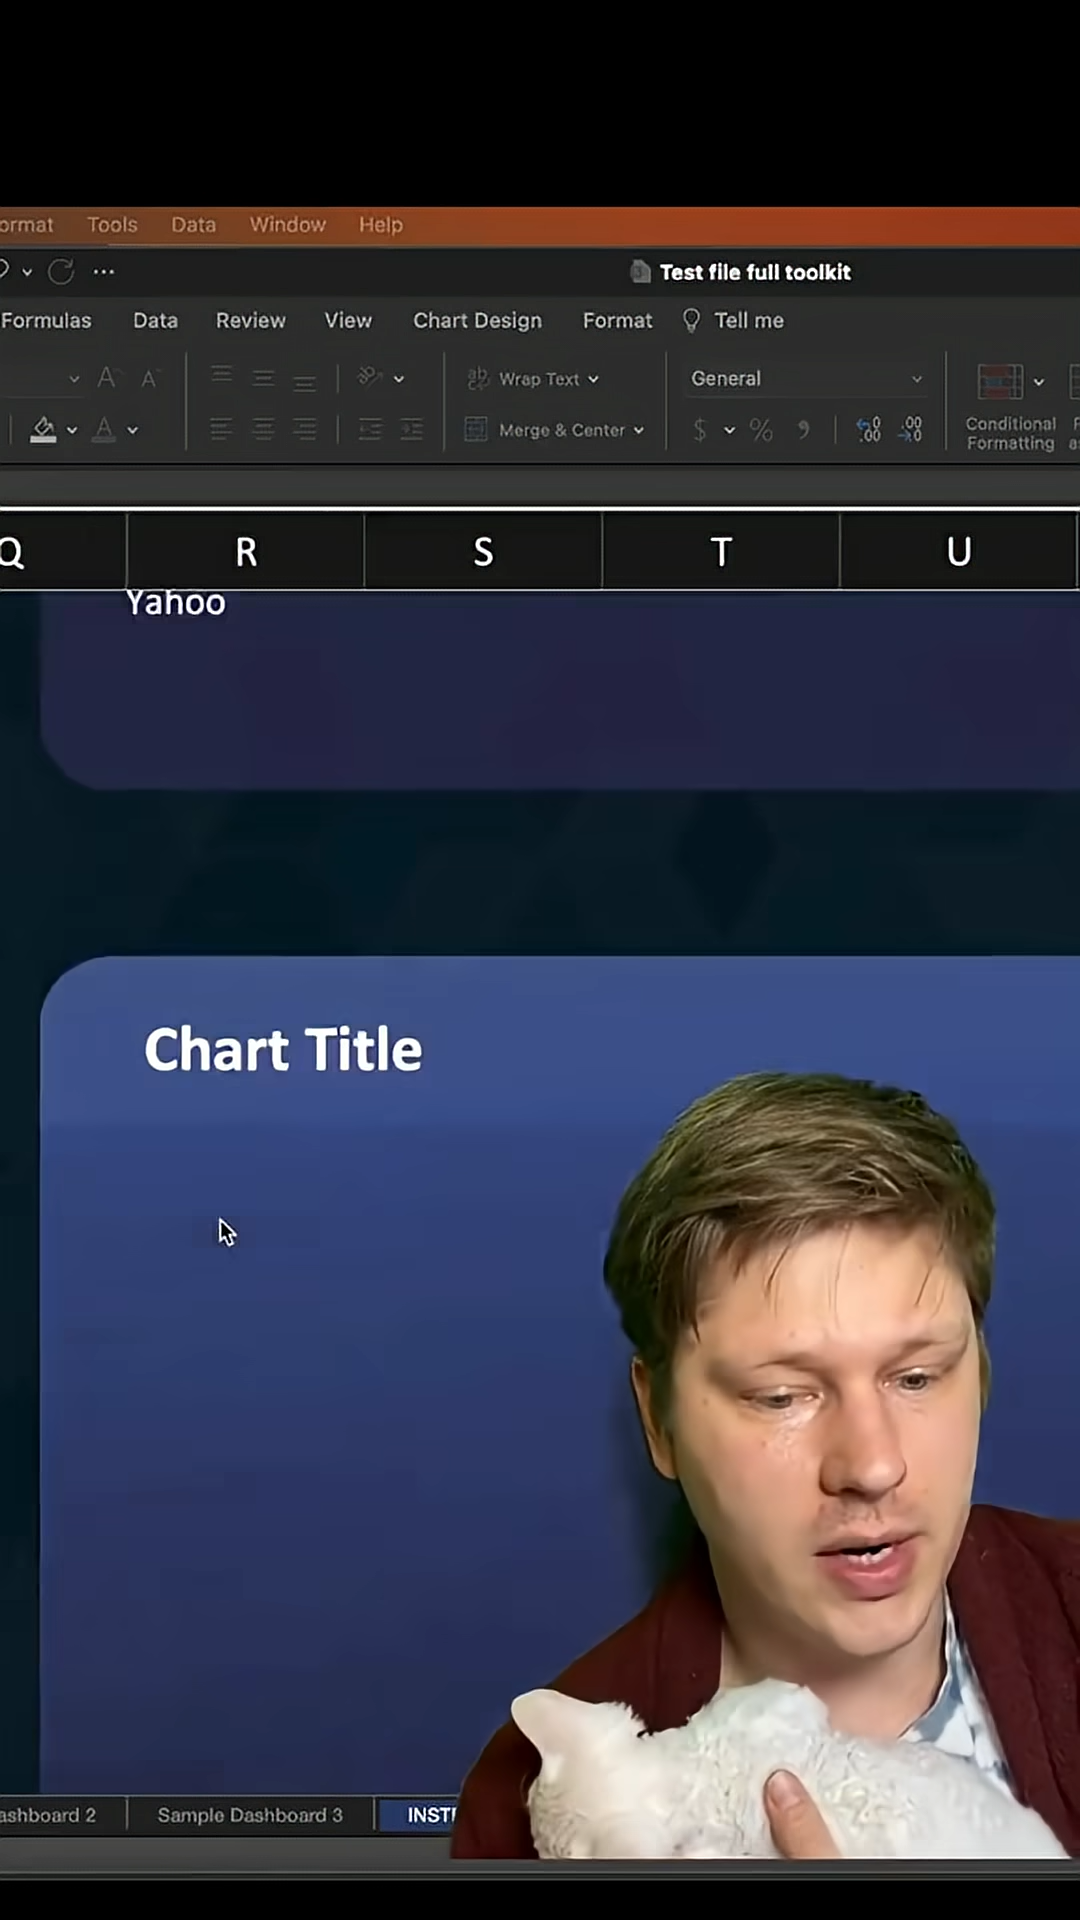 ormat Tools Data Window Help
Test file full toolkit
Formulas Data Review View Chart Design Format Tell me
Wrap Text General
Merge & Center $ % Conditional Formatting
Q R S T U
Yahoo
Chart Title
ashboard 2 Sample Dashboard 3 INSTI